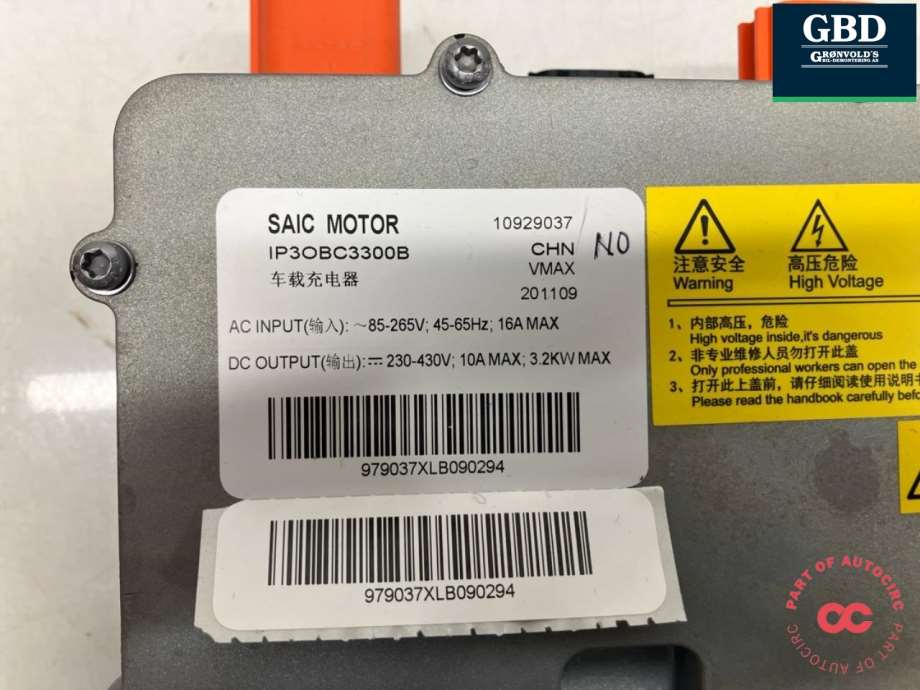 GBD
GRØNVOLD'S
BIL-DEMONTERING AS
SAIC MOTOR
10929037
IP3OBC3300B
CHN
NO
车载充电器
VMAX
201109
AC INPUT(输入): ~85-265V; 45-65Hz; 16A MAX
DC OUTPUT(输出): ⎓ 230-430V; 10A MAX; 3.2KW MAX
979037XLB090294
979037XLB090294
注意安全
Warning
高压危险
High Voltage
1、内部高压，危险
High voltage inside,it's dangerous
2、非专业维修人员勿打开此盖
Only professional workers can open the
3、打开此上盖前，请仔细阅读使用说明书
Please read the handbook carefully befo
PART OF AUTOCIRC
PART OF AUTOCIRC